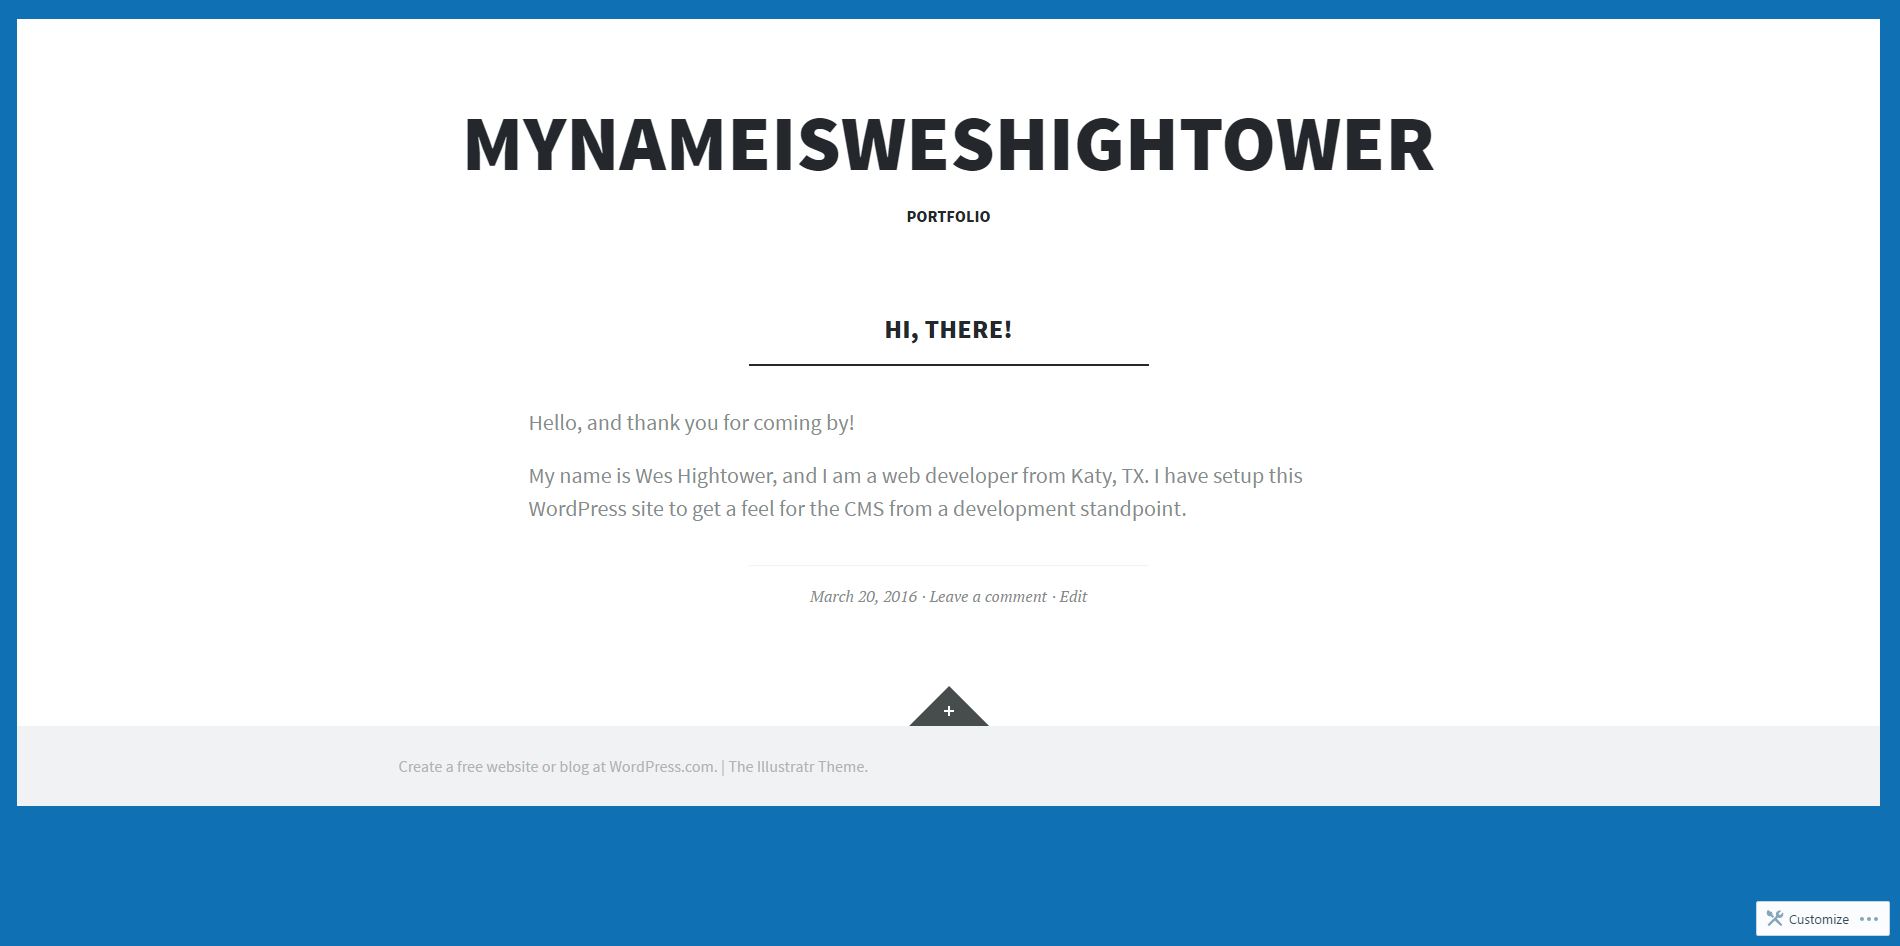 MYNAMEISWESHIGHTOWER
PORTFOLIO
HI, THERE!
Hello, and thank you for coming by!
My name is Wes Hightower, and I am a web developer from Katy, TX. I have setup this
WordPress site to get a feel for the CMS from a development standpoint.
March 20, 2016 · Leave a comment · Edit
+
Create a free website or blog at WordPress.com. | The Illustratr Theme.
Customize